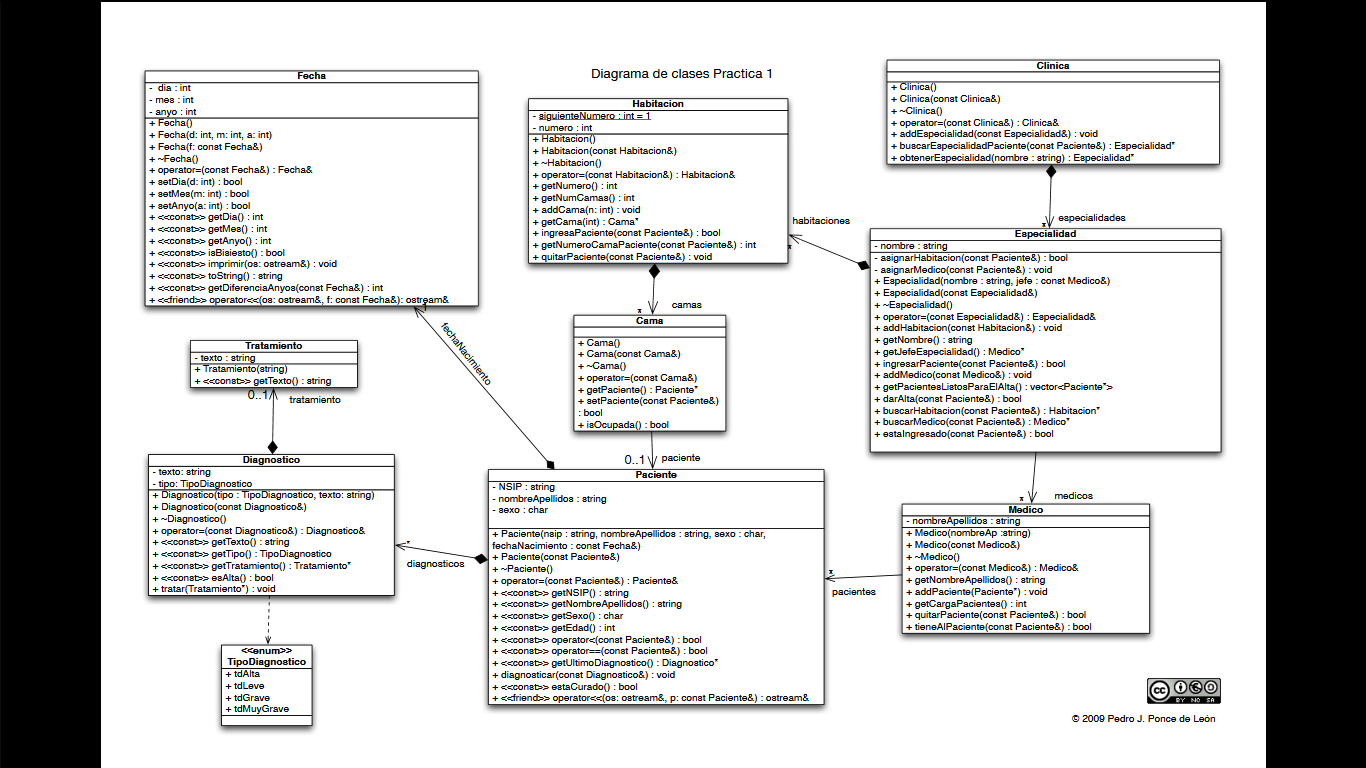 Diagrama de clases Practica 1
Fecha
- dia : int
- mes : int
- anyo : int
+ Fecha()
+ Fecha(d: int, m: int, a: int)
+ Fecha(f: const Fecha&)
+ ~Fecha()
+ operator=(const Fecha&) : Fecha&
+ setDia(d: int) : bool
+ setMes(m: int) : bool
+ setAnyo(a: int) : bool
+ <<const>> getDia() : int
+ <<const>> getMes() : int
+ <<const>> getAnyo() : int
+ <<const>> isBisiesto() : bool
+ <<const>> imprimir(os: ostream&) : void
+ <<const>> toString() : string
+ <<const>> getDiferenciaAnyos(const Fecha&) : int
+ <<friend>> operator<<(os: ostream&, f: const Fecha&): ostream&
Habitacion
- siguienteNumero : int = 1
- numero : int
+ Habitacion()
+ Habitacion(const Habitacion&)
+ ~Habitacion()
+ operator=(const Habitacion&) : Habitacion&
+ getNumero() : int
+ getNumCamas() : int
+ addCama(n: int) : void
+ getCama(int) : Cama*
+ ingresaPaciente(const Paciente&) : bool
+ getNumeroCamaPaciente(const Paciente&) : int
+ quitarPaciente(const Paciente&) : void
Clinica
+ Clinica()
+ Clinica(const Clinica&)
+ ~Clinica()
+ operator=(const Clinica&) : Clinica&
+ addEspecialidad(const Especialidad&) : void
+ buscarEspecialidadPaciente(const Paciente&) : Especialidad*
+ obtenerEspecialidad(nombre : string) : Especialidad*
habitaciones
*
especialidades
*
Especialidad
- nombre : string
- asignarHabitacion(const Paciente&) : bool
- asignarMedico(const Paciente&) : void
+ Especialidad(nombre : string, jefe : const Medico&)
+ Especialidad(const Especialidad&)
+ ~Especialidad()
+ operator=(const Especialidad&) : Especialidad&
+ addHabitacion(const Habitacion&) : void
+ getNombre() : string
+ getJefeEspecialidad() : Medico*
+ ingresarPaciente(const Paciente&) : bool
+ addMedico(const Medico&) : void
+ getPacientesListosParaElAlta() : vector<Paciente*>
+ darAlta(const Paciente&) : bool
+ buscarHabitacion(const Paciente&) : Habitacion*
+ buscarMedico(const Paciente&) : Medico*
+ estaIngresado(const Paciente&) : bool
camas
*
Cama
+ Cama()
+ Cama(const Cama&)
+ ~Cama()
+ operator=(const Cama&)
+ getPaciente() : Paciente*
+ setPaciente(const Paciente&)
: bool
+ isOcupada() : bool
1
fechaNacimiento
Tratamiento
- texto : string
+ Tratamiento(string)
+ <<const>> getTexto() : string
0..1
tratamiento
Diagnostico
- texto: string
- tipo: TipoDiagnostico
+ Diagnostico(tipo : TipoDiagnostico, texto: string)
+ Diagnostico(const Diagnostico&)
+ ~Diagnostico()
+ operator=(const Diagnostico&) : Diagnostico&
+ <<const>> getTexto() : string
+ <<const>> getTipo() : TipoDiagnostico
+ <<const>> getTratamiento() : Tratamiento*
+ <<const>> esAlta() : bool
+ tratar(Tratamiento*) : void
*
diagnosticos
0..1
paciente
Paciente
- NSIP : string
- nombreApellidos : string
- sexo : char
+ Paciente(nsip : string, nombreApellidos : string, sexo : char,
fechaNacimiento : const Fecha&)
+ Paciente(const Paciente&)
+ ~Paciente()
+ operator=(const Paciente&) : Paciente&
+ <<const>> getNSIP() : string
+ <<const>> getNombreApellidos() : string
+ <<const>> getSexo() : char
+ <<const>> getEdad() : int
+ <<const>> operator<(const Paciente&) : bool
+ <<const>> operator==(const Paciente&) : bool
+ <<const>> getUltimoDiagnostico() : Diagnostico*
+ diagnosticar(const Diagnostico&) : void
+ <<const>> estaCurado() : bool
+ <<friend>> operator<<(os: ostream&, p: const Paciente&) : ostream&
*
medicos
Medico
- nombreApellidos : string
+ Medico(nombreAp :string)
+ Medico(const Medico&)
+ ~Medico()
+ operator=(const Medico&) : Medico&
+ getNombreApellidos() : string
+ addPaciente(Paciente*) : void
+ getCargaPacientes() : int
+ quitarPaciente(const Paciente&) : bool
+ tieneAlPaciente(const Paciente&) : bool
*
pacientes
<<enum>>
TipoDiagnostico
+ tdAlta
+ tdLeve
+ tdGrave
+ tdMuyGrave
cc
BY NC SA
© 2009 Pedro J. Ponce de León